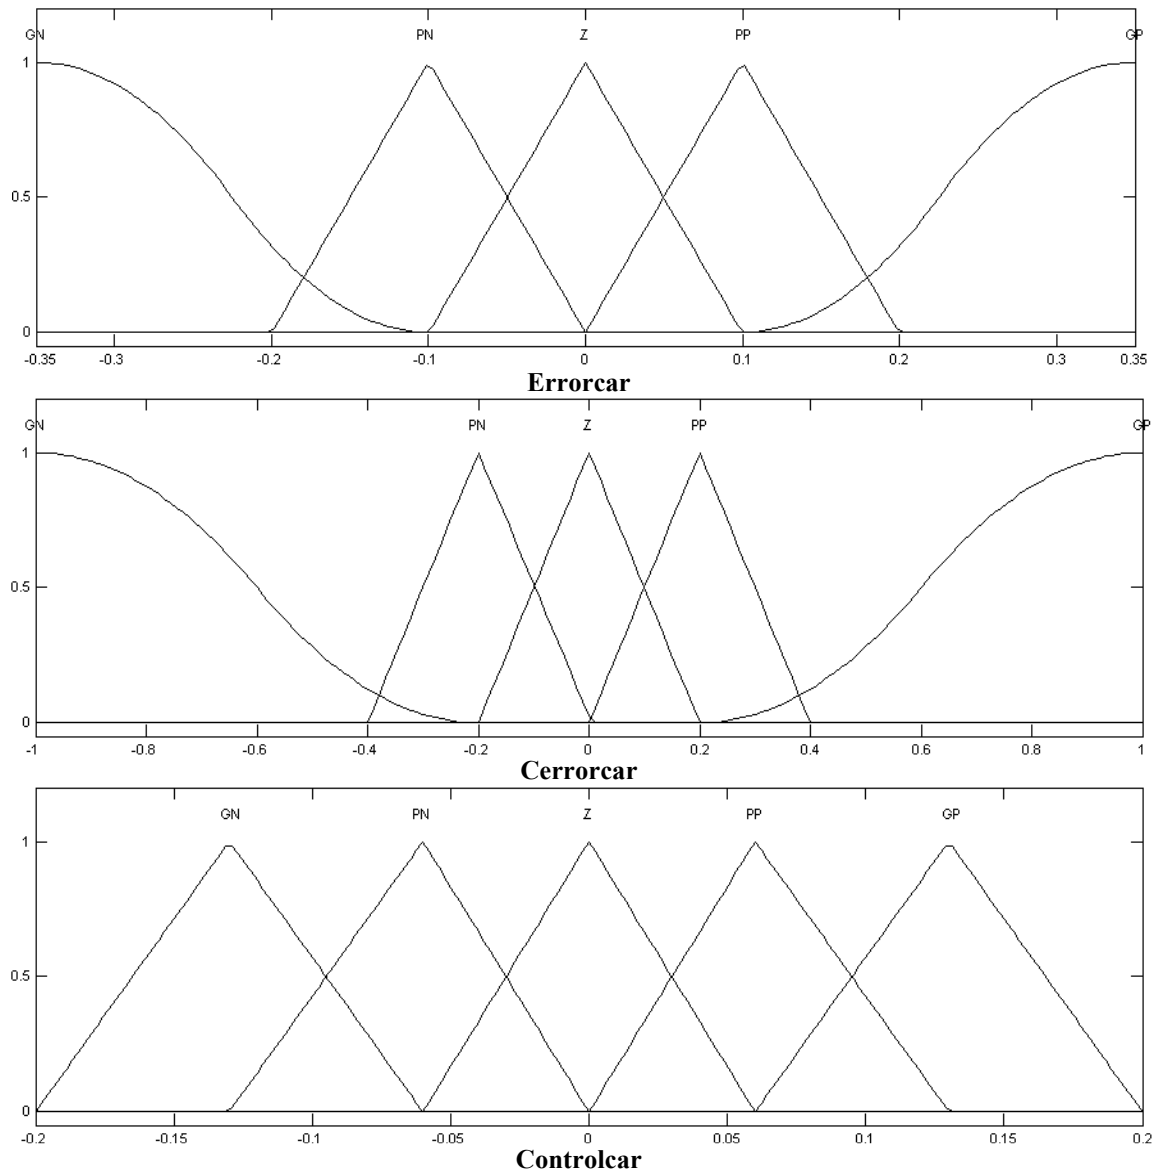 GN PN Z PP GP
1
0.5
0
-0.35 -0.3 -0.2 -0.1 0 0.1 0.2 0.3 0.35
Errorcar
GN PN Z PP GP
1
0.5
0
-1 -0.8 -0.6 -0.4 -0.2 0 0.2 0.4 0.6 0.8 1
Cerrorcar
GN PN Z PP GP
1
0.5
0
-0.2 -0.15 -0.1 -0.05 0 0.05 0.1 0.15 0.2
Controlcar